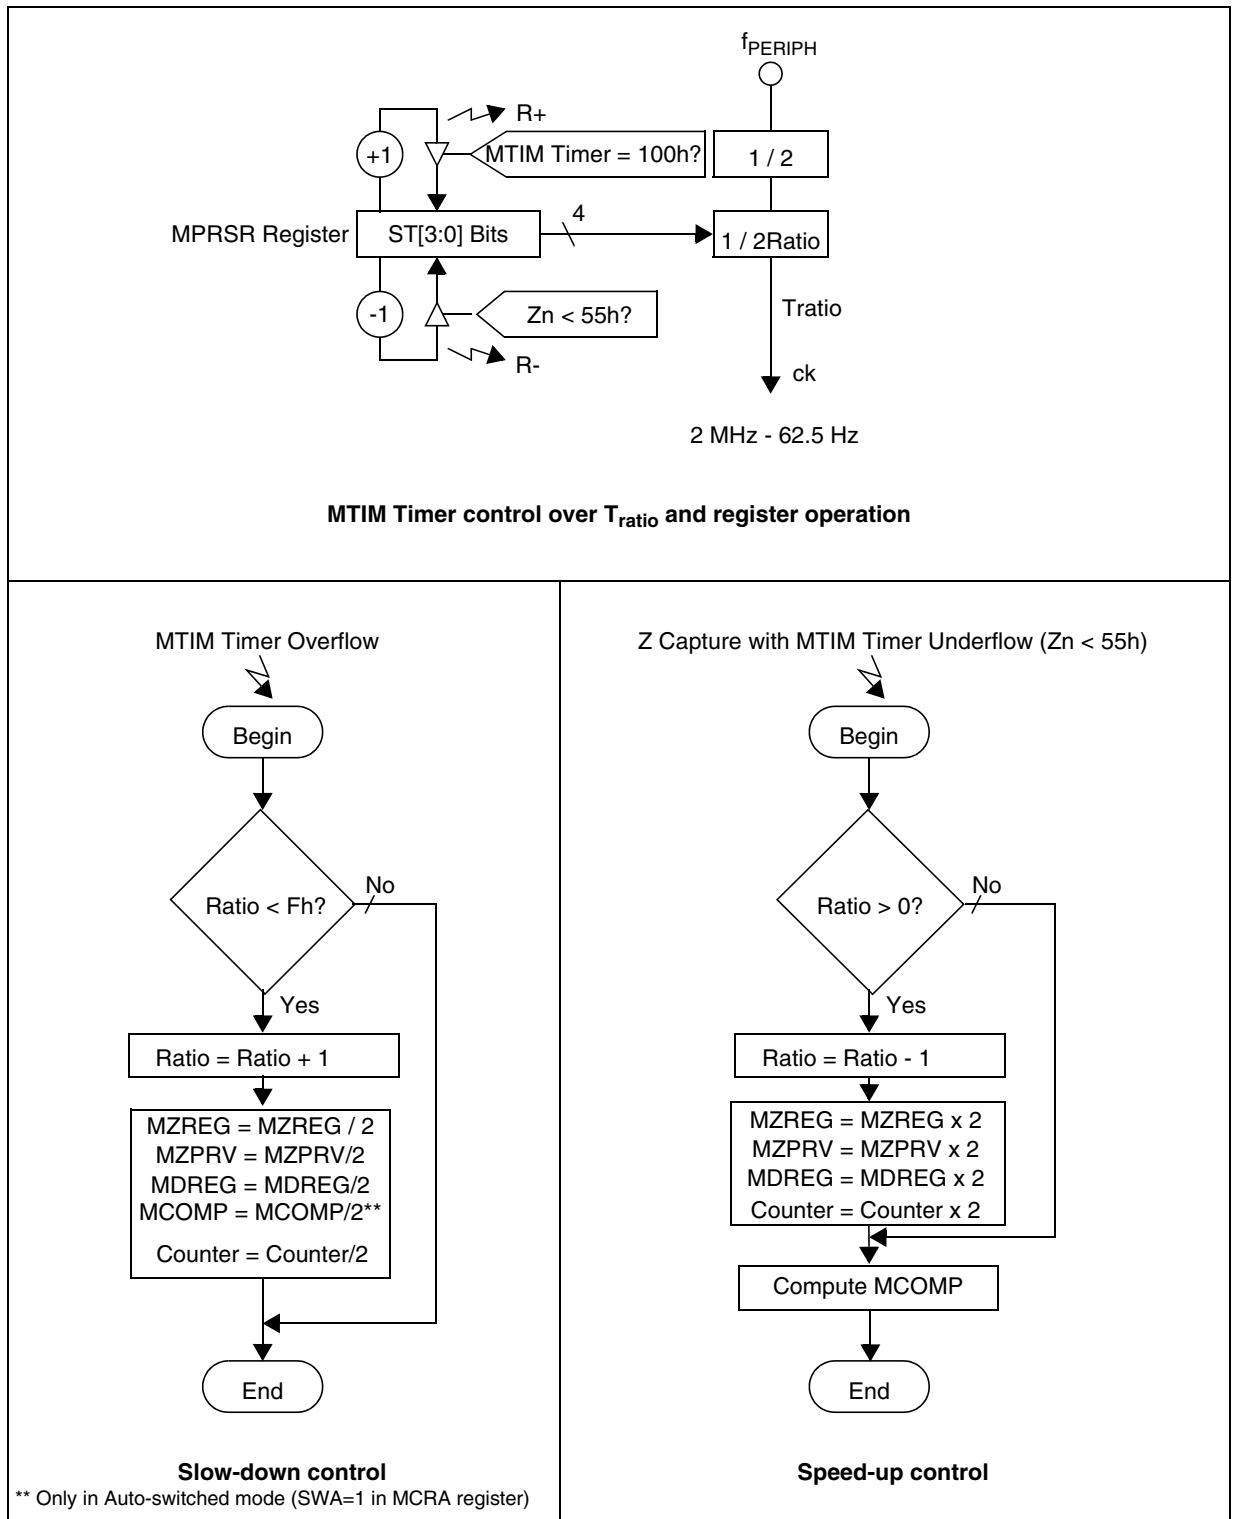 fPERIPH
R+
+1
MTIM Timer = 100h?
1 / 2
4
MPRSR Register
ST[3:0] Bits
1 / 2Ratio
-1
Zn < 55h?
Tratio
R-
ck
2 MHz - 62.5 Hz
MTIM Timer control over Tratio and register operation
MTIM Timer Overflow
Begin
Ratio < Fh?
No
Yes
Ratio = Ratio + 1
MZREG = MZREG / 2
MZPRV = MZPRV/2
MDREG = MDREG/2
MCOMP = MCOMP/2**
Counter = Counter/2
End
Slow-down control
** Only in Auto-switched mode (SWA=1 in MCRA register)
Z Capture with MTIM Timer Underflow (Zn < 55h)
Begin
Ratio > 0?
No
Yes
Ratio = Ratio - 1
MZREG = MZREG x 2
MZPRV = MZPRV x 2
MDREG = MDREG x 2
Counter = Counter x 2
Compute MCOMP
End
Speed-up control